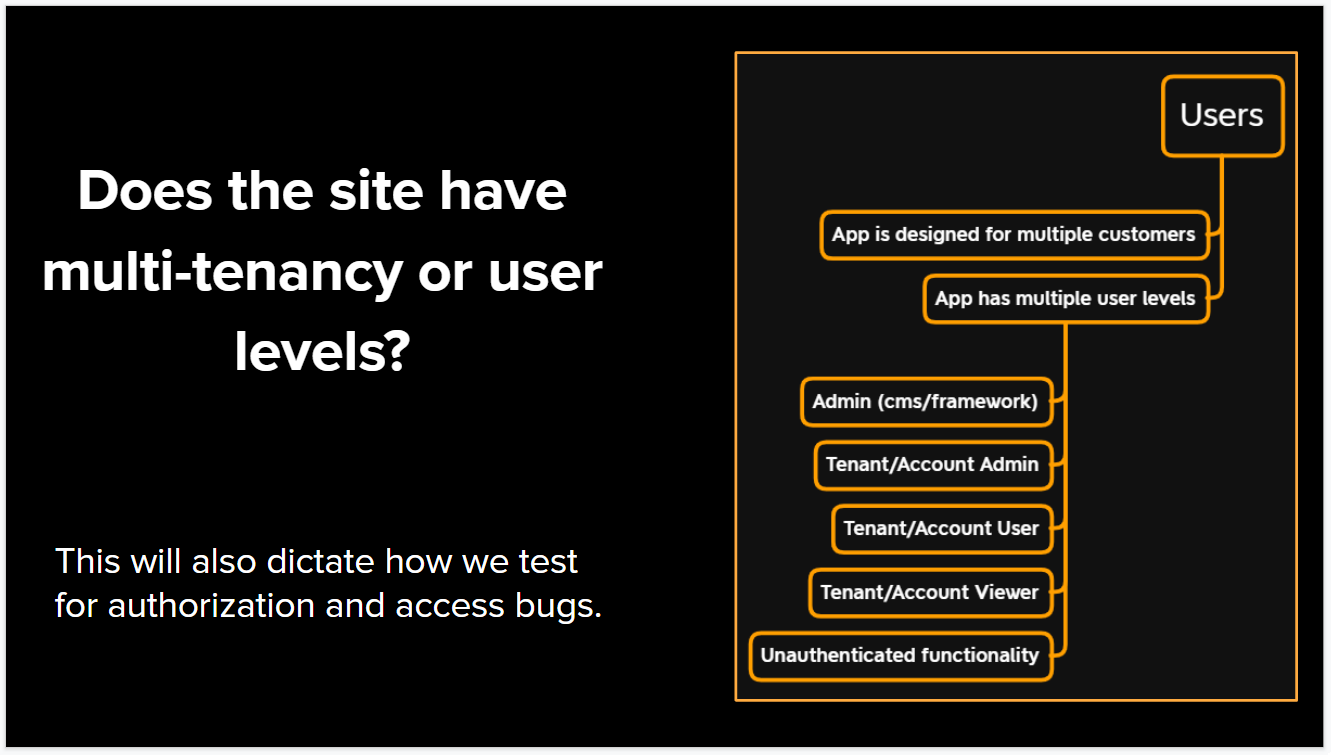 Does the site have
multi-tenancy or user
levels?
This will also dictate how we test
for authorization and access bugs.
Users
App is designed for multiple customers
App has multiple user levels
Admin (cms/framework)
Tenant/Account Admin
Tenant/Account User
Tenant/Account Viewer
Unauthenticated functionality